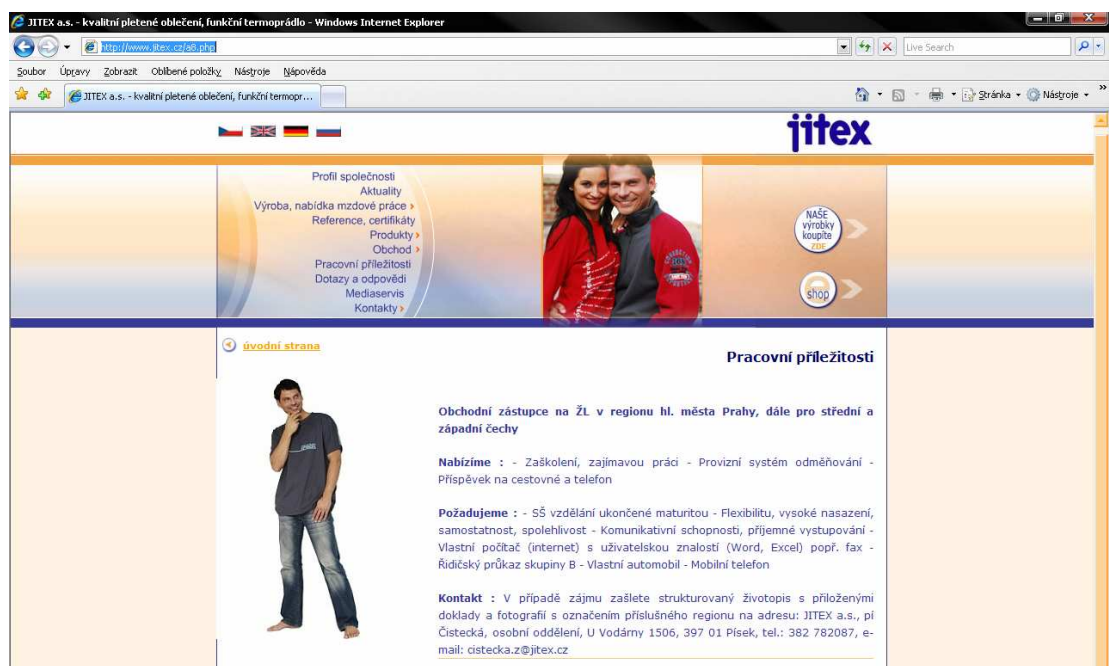 JITEX a.s. - kvalitní pletené oblečení, funkční termoprádlo - Windows Internet Explorer
http://www.jitex.cz/a8.php
Live Search
Soubor Úpravy Zobrazit Oblíbené položky Nástroje Nápověda
JITEX a.s. - kvalitní pletené oblečení, funkční termopr...
Stránka Nástroje
jitex
Profil společnosti
Aktuality
Výroba, nabídka mzdové práce
Reference, certifikáty
Produkty
Obchod
Pracovní příležitosti
Dotazy a odpovědi
Mediaservis
Kontakty
NAŠE
výrobky
koupíte
ZDE
e
shop
úvodní strana
Pracovní příležitosti
Obchodní zástupce na ŽL v regionu hl. města Prahy, dále pro střední a
západní čechy
Nabízíme : - Zaškolení, zajímavou práci - Provizní systém odměňování -
Příspěvek na cestovné a telefon
Požadujeme : - SŠ vzdělání ukončené maturitou - Flexibilitu, vysoké nasazení,
samostatnost, spolehlivost - Komunikativní schopnosti, příjemné vystupování -
Vlastní počítač (internet) s uživatelskou znalostí (Word, Excel) popř. fax -
Řidičský průkaz skupiny B - Vlastní automobil - Mobilní telefon
Kontakt : V případě zájmu zašlete strukturovaný životopis s přiloženými
doklady a fotografií s označením příslušného regionu na adresu: JITEX a.s., pí
Čistecká, osobní oddělení, U Vodárny 1506, 397 01 Písek, tel.: 382 782087, e-
mail: cistecka.z@jitex.cz